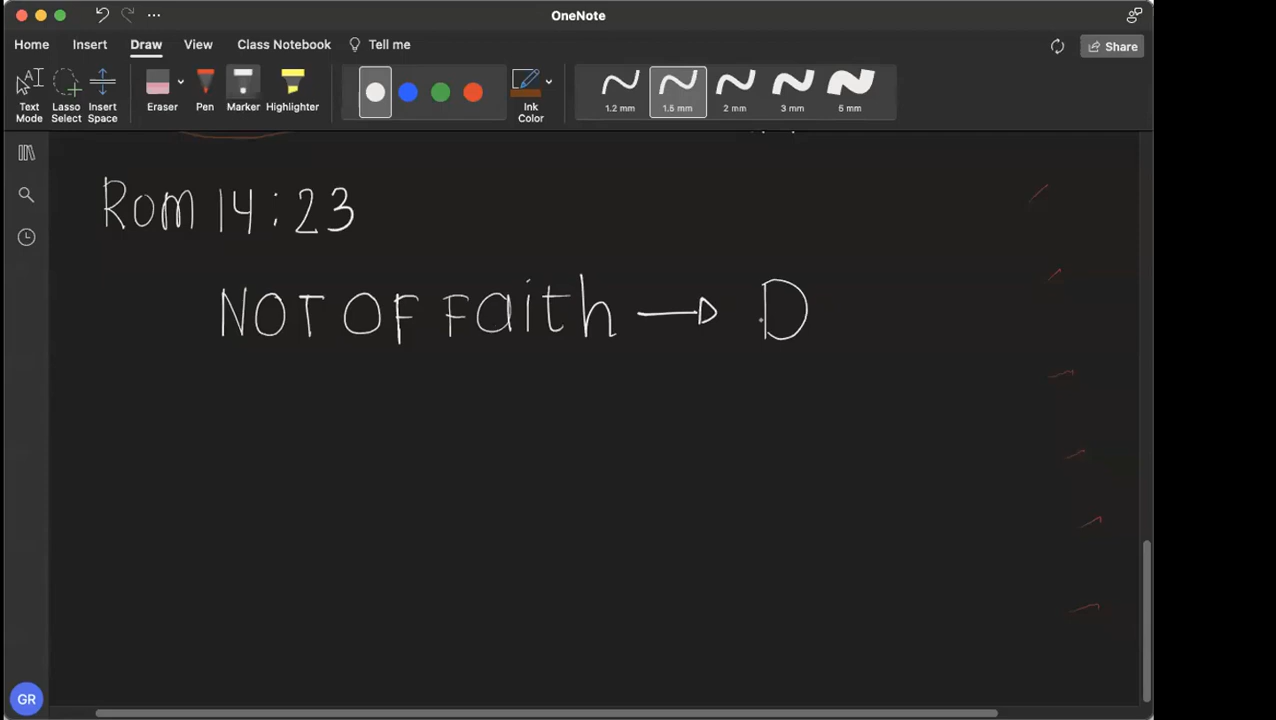 OneNote
Home Insert Draw View Class Notebook Tell me
Share
Text Mode Lasso Select Insert Space Eraser Pen Marker Highlighter Ink Color 1.2 mm 1.5 mm 2 mm 3 mm 5 mm
Rom 14:23
NOT OF Faith → D
GR